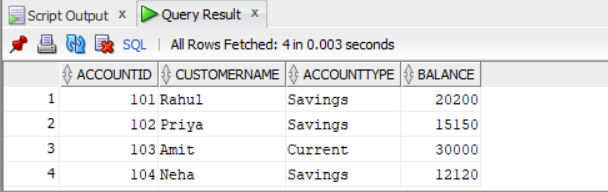 Script Output x Query Result x
SQL | All Rows Fetched: 4 in 0.003 seconds
ACCOUNTID CUSTOMERNAME ACCOUNTTYPE BALANCE
1 101 Rahul Savings 20200
2 102 Priya Savings 15150
3 103 Amit Current 30000
4 104 Neha Savings 12120